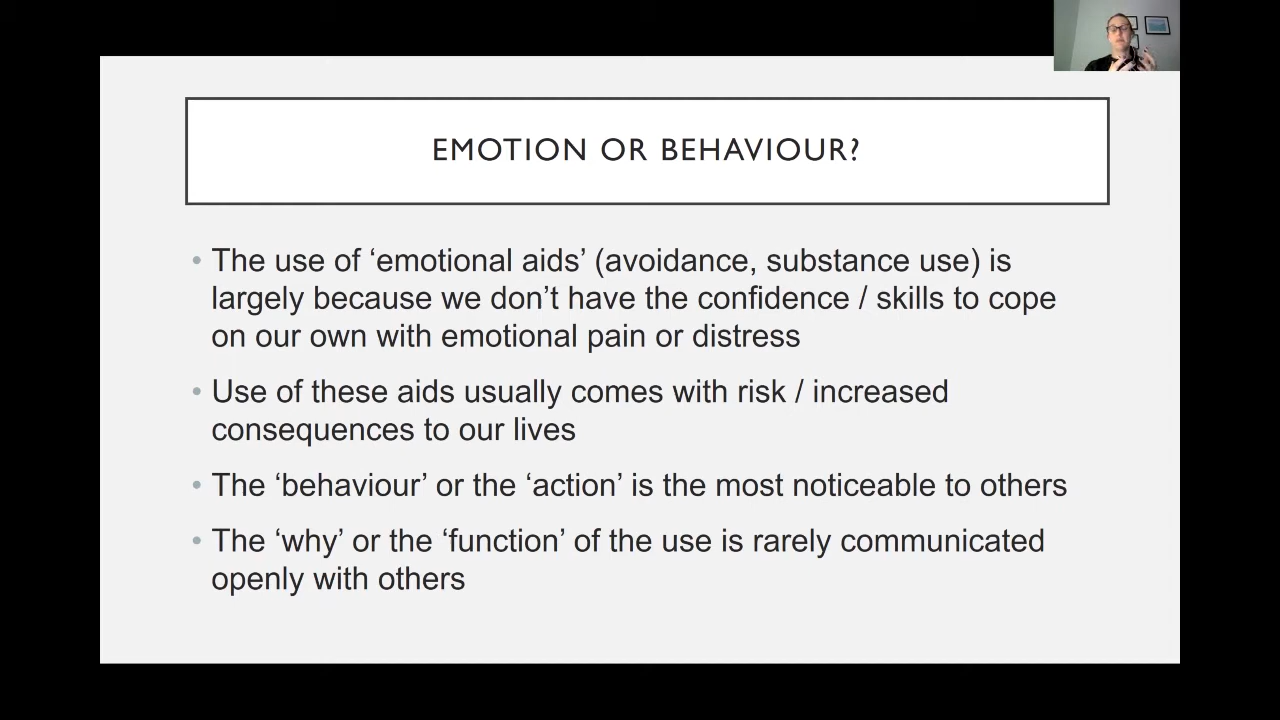 EMOTION OR BEHAVIOUR?
• The use of ‘emotional aids’ (avoidance, substance use) is
largely because we don’t have the confidence / skills to cope
on our own with emotional pain or distress
• Use of these aids usually comes with risk / increased
consequences to our lives
• The ‘behaviour’ or the ‘action’ is the most noticeable to others
• The ‘why’ or the ‘function’ of the use is rarely communicated
openly with others